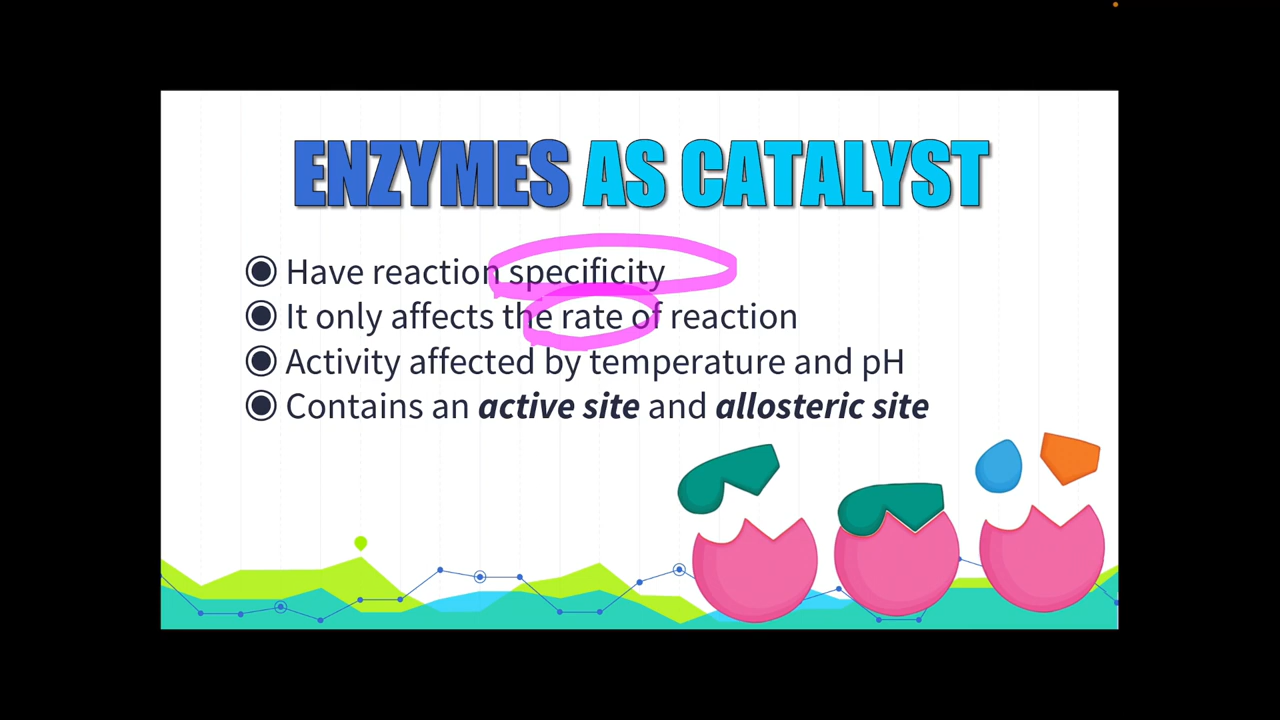 ENZYMES AS CATALYST
Have reaction specificity
It only affects the rate of reaction
Activity affected by temperature and pH
Contains an active site and allosteric site